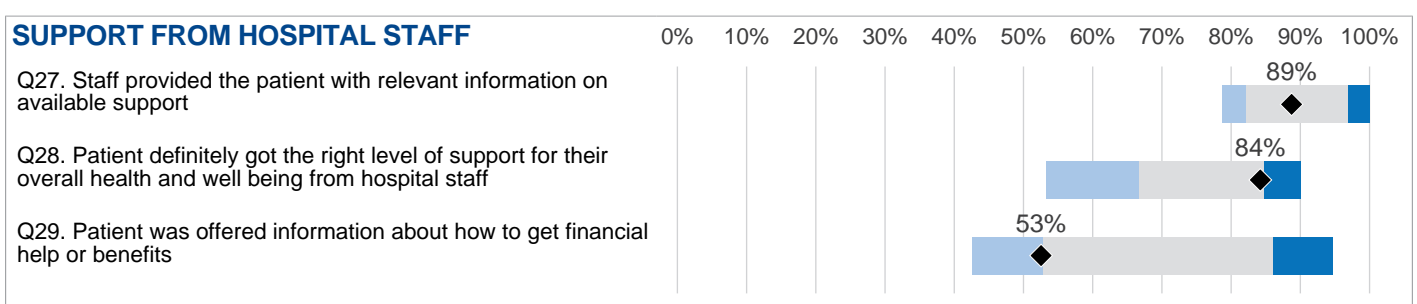 SUPPORT FROM HOSPITAL STAFF 0% 10% 20% 30% 40% 50% 60% 70% 80% 90% 100%
Q27. Staff provided the patient with relevant information on
available support
89%
Q28. Patient definitely got the right level of support for their
overall health and well being from hospital staff
84%
Q29. Patient was offered information about how to get financial
help or benefits
53%